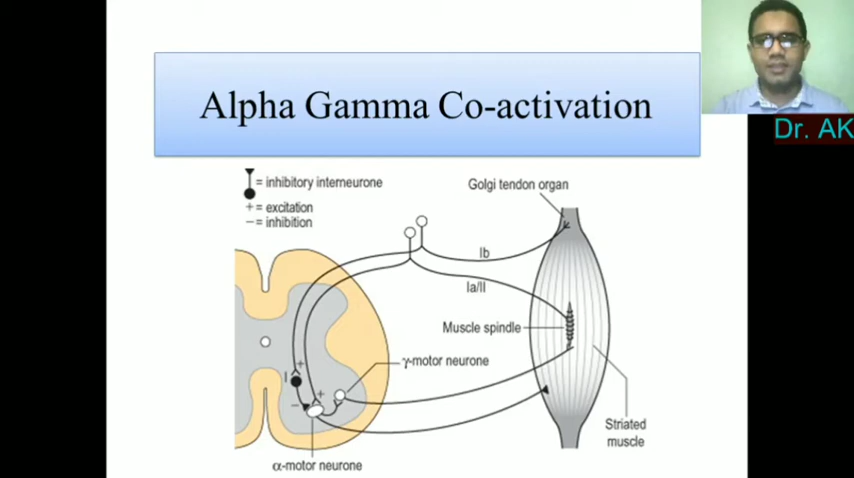 Alpha Gamma Co-activation
Dr. AK
= inhibitory interneurone
+ = excitation
− = inhibition
Golgi tendon organ
Ib
Ia/II
Muscle spindle
γ-motor neurone
+
I
+
−
Striated
muscle
α-motor neurone